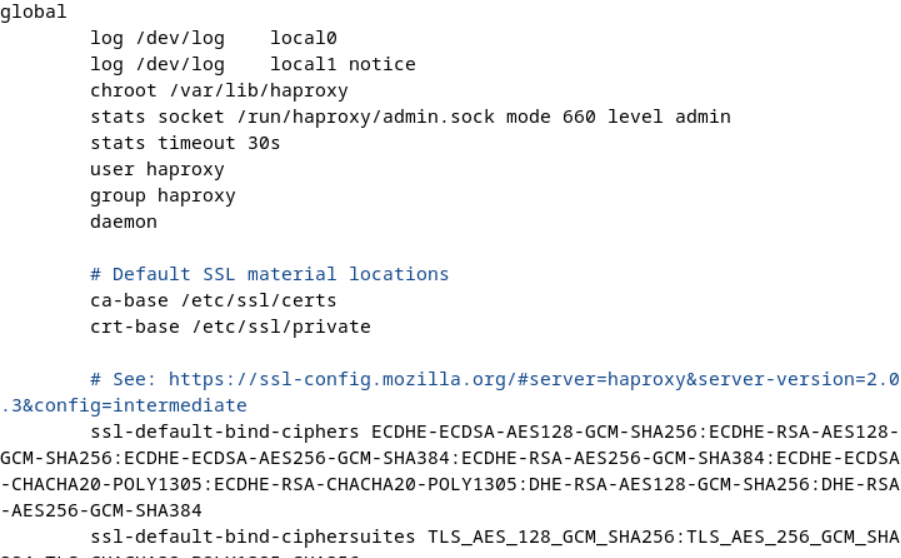 global
        log /dev/log    local0
        log /dev/log    local1 notice
        chroot /var/lib/haproxy
        stats socket /run/haproxy/admin.sock mode 660 level admin
        stats timeout 30s
        user haproxy
        group haproxy
        daemon

        # Default SSL material locations
        ca-base /etc/ssl/certs
        crt-base /etc/ssl/private

        # See: https://ssl-config.mozilla.org/#server=haproxy&server-version=2.0
.3&config=intermediate
        ssl-default-bind-ciphers ECDHE-ECDSA-AES128-GCM-SHA256:ECDHE-RSA-AES128-
GCM-SHA256:ECDHE-ECDSA-AES256-GCM-SHA384:ECDHE-RSA-AES256-GCM-SHA384:ECDHE-ECDSA
-CHACHA20-POLY1305:ECDHE-RSA-CHACHA20-POLY1305:DHE-RSA-AES128-GCM-SHA256:DHE-RSA
-AES256-GCM-SHA384
        ssl-default-bind-ciphersuites TLS_AES_128_GCM_SHA256:TLS_AES_256_GCM_SHA